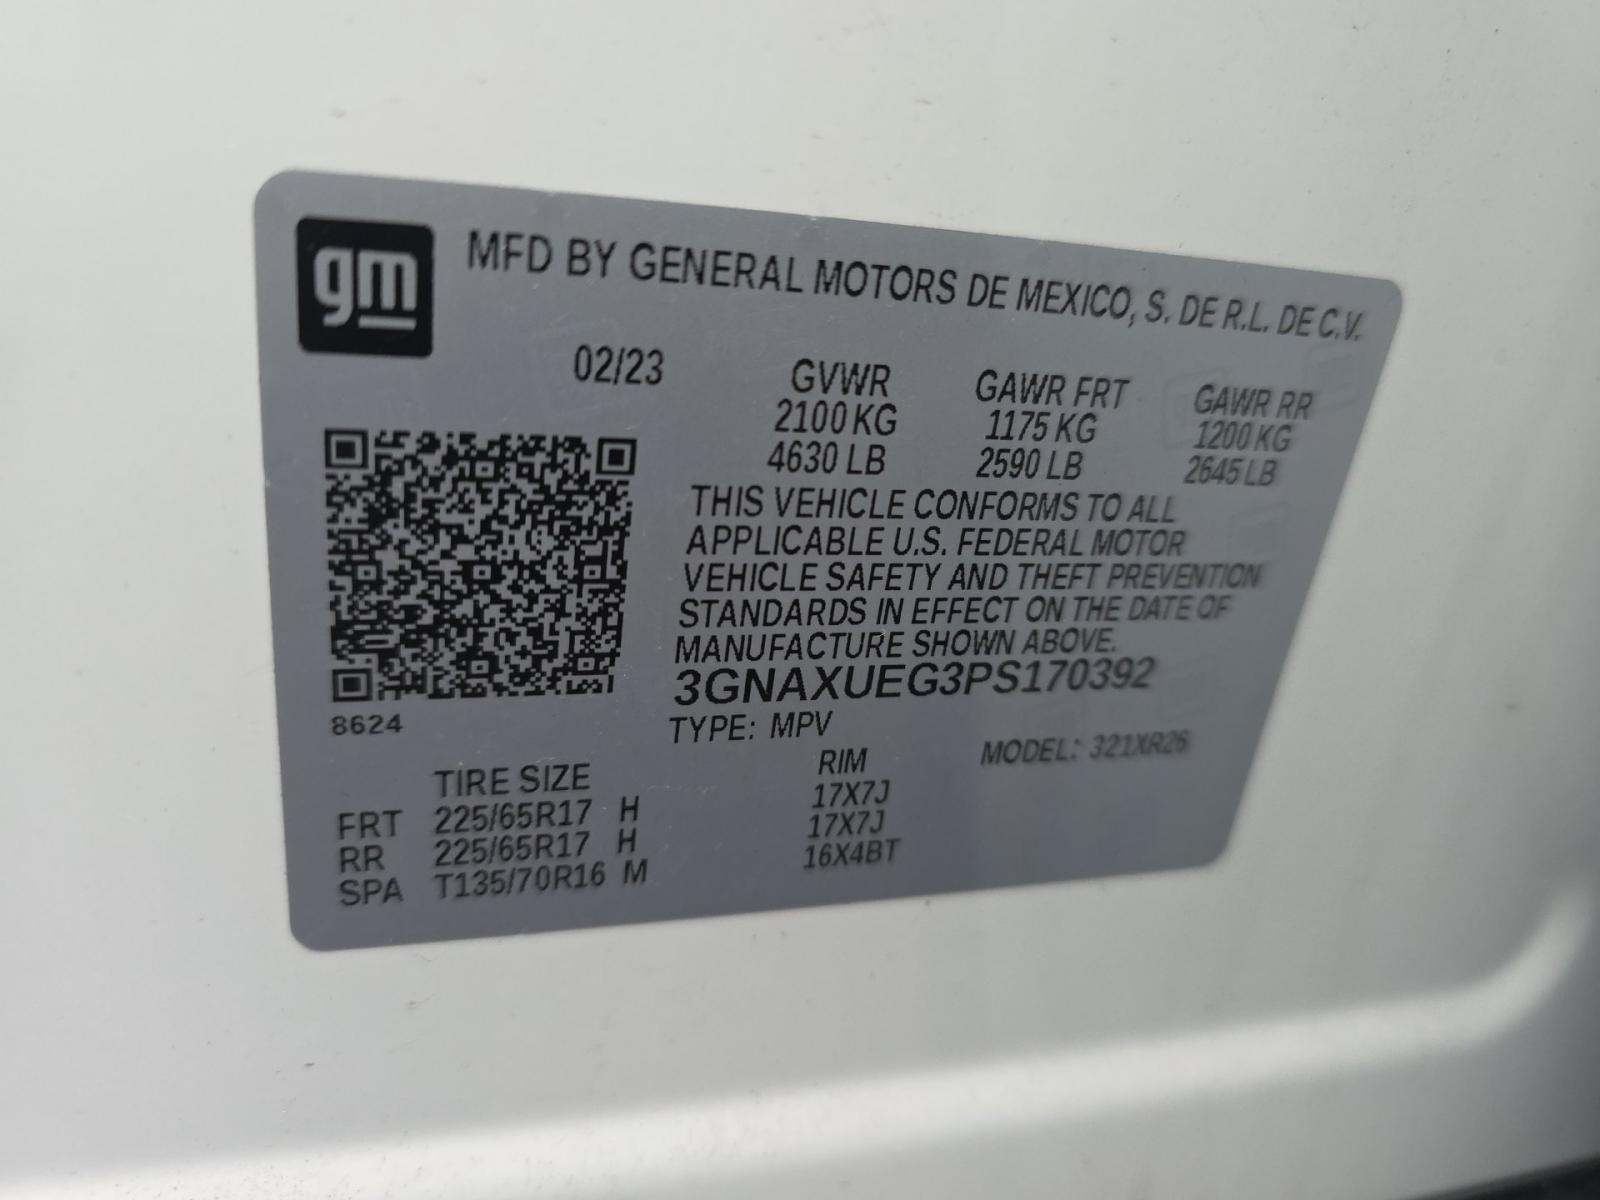 gm MFD BY GENERAL MOTORS DE MEXICO, S. DE R.L. DE C.V.
02/23 GVWR GAWR FRT GAWR RR
2100 KG 1175 KG 1200 KG
4630 LB 2590 LB 2645 LB
THIS VEHICLE CONFORMS TO ALL
APPLICABLE U.S. FEDERAL MOTOR
VEHICLE SAFETY AND THEFT PREVENTION
STANDARDS IN EFFECT ON THE DATE OF
MANUFACTURE SHOWN ABOVE.
3GNAXUEG3PS170392
8624
TYPE: MPV MODEL: 321XR26
TIRE SIZE RIM
FRT 225/65R17 H 17X7J
RR 225/65R17 H 17X7J
SPA T135/70R16 M 16X4BT